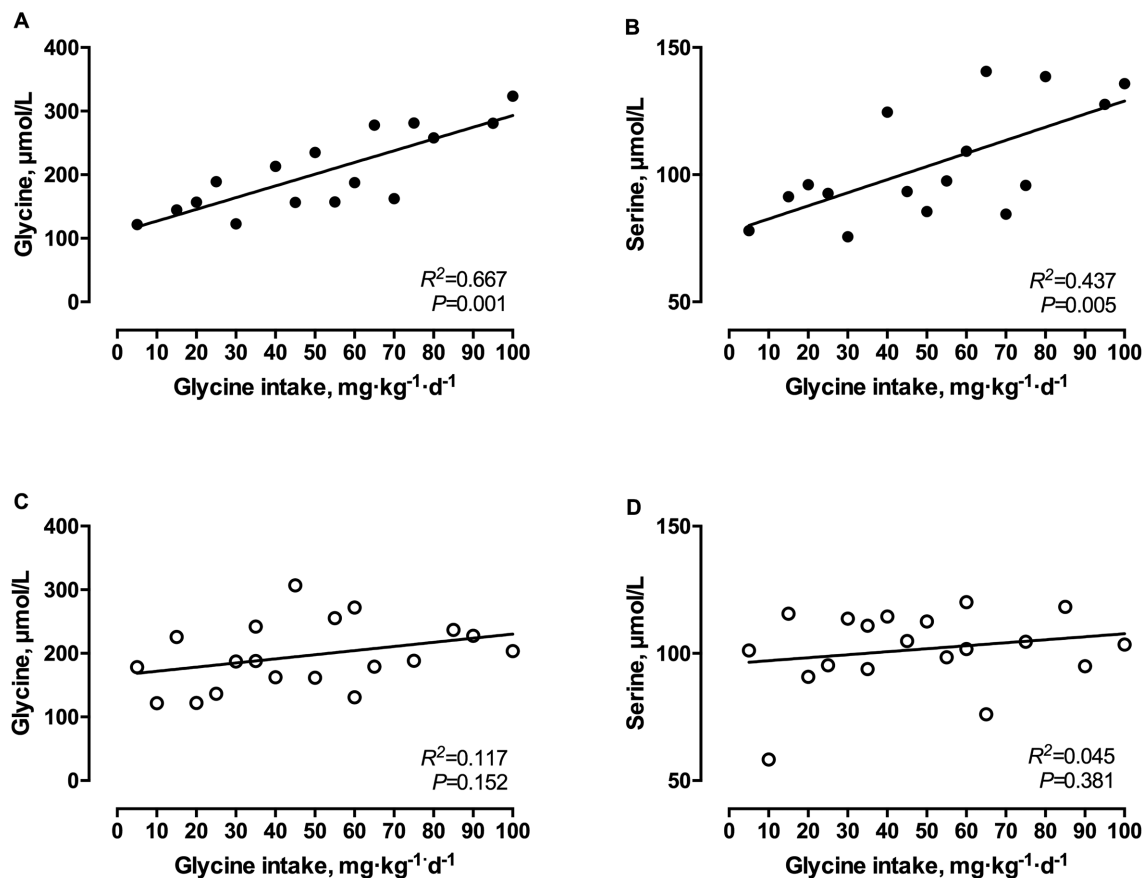 A
400
300
200
100
0
Glycine, µmol/L
R²=0.667
P=0.001
0 10 20 30 40 50 60 70 80 90 100
Glycine intake, mg·kg⁻¹·d⁻¹
B
150
100
50
Serine, µmol/L
R²=0.437
P=0.005
0 10 20 30 40 50 60 70 80 90 100
Glycine intake, mg·kg⁻¹·d⁻¹
C
400
300
200
100
0
Glycine, µmol/L
R²=0.117
P=0.152
0 10 20 30 40 50 60 70 80 90 100
Glycine intake, mg·kg⁻¹·d⁻¹
D
150
100
50
Serine, µmol/L
R²=0.045
P=0.381
0 10 20 30 40 50 60 70 80 90 100
Glycine intake, mg·kg⁻¹·d⁻¹